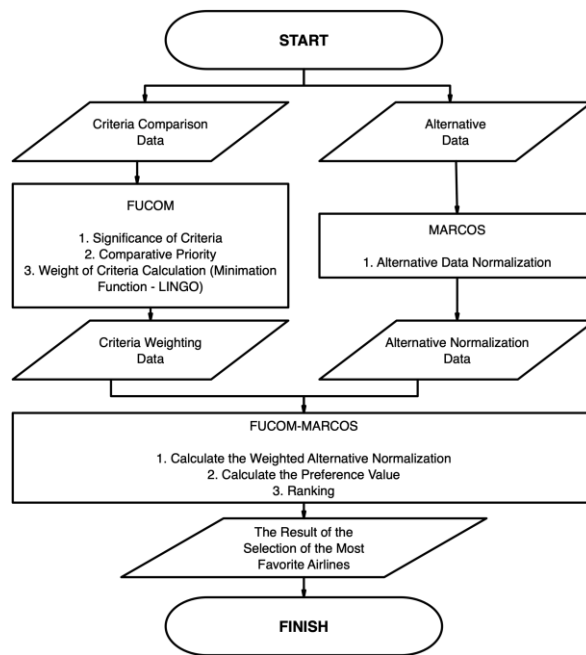 START
Criteria Comparison
Data
Alternative
Data
FUCOM
1. Significance of Criteria
2. Comparative Priority
3. Weight of Criteria Calculation (Minimation
Function - LINGO)
MARCOS
1. Alternative Data Normalization
Criteria Weighting
Data
Alternative Normalization
Data
FUCOM-MARCOS
1. Calculate the Weighted Alternative Normalization
2. Calculate the Preference Value
3. Ranking
The Result of the
Selection of the Most
Favorite Airlines
FINISH